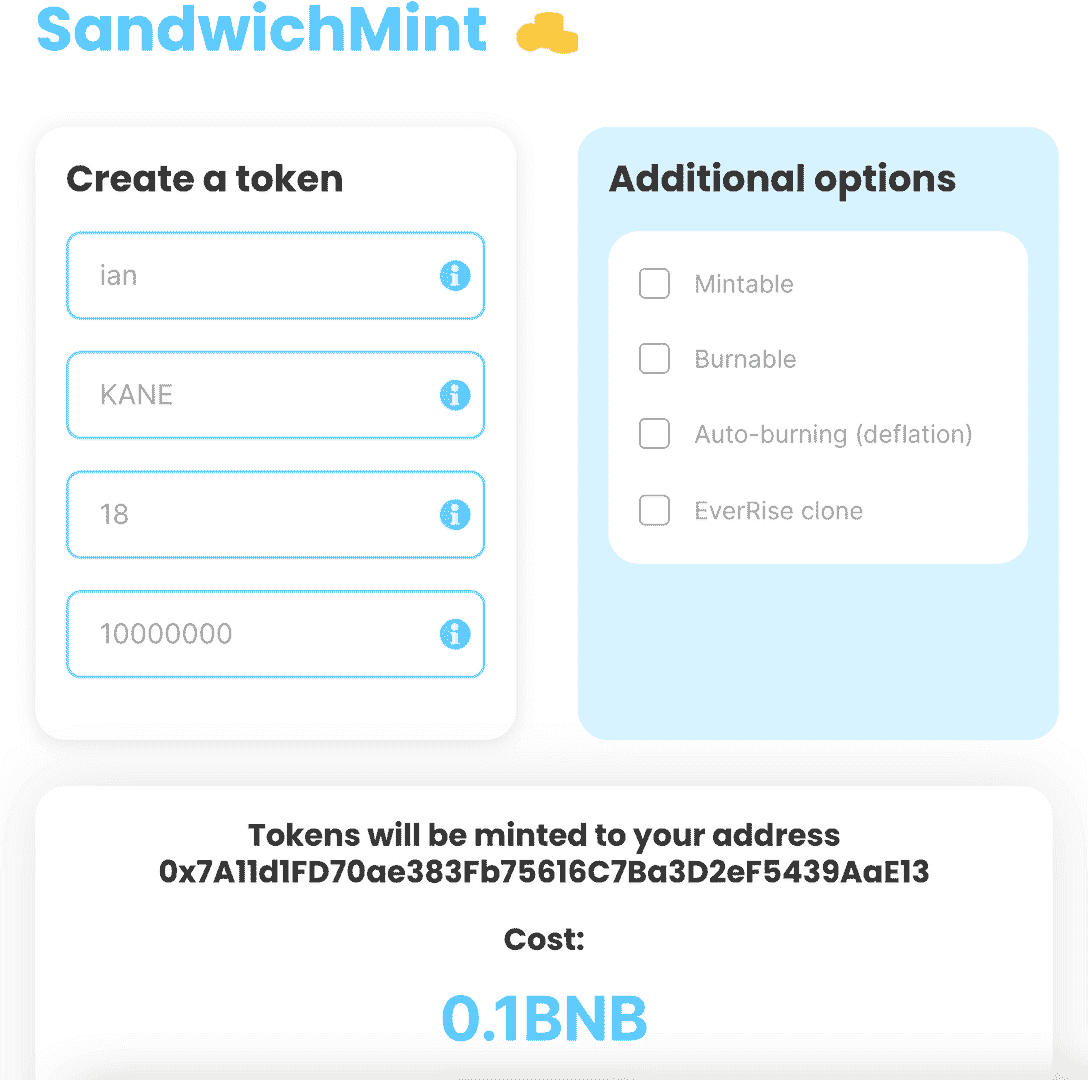 SandwichMint
Create a token
ian
KANE
18
10000000
Additional options
Mintable
Burnable
Auto-burning (deflation)
EverRise clone
Tokens will be minted to your address
0x7A11d1FD70ae383Fb75616C7Ba3D2eF5439AaE13
Cost:
0.1BNB